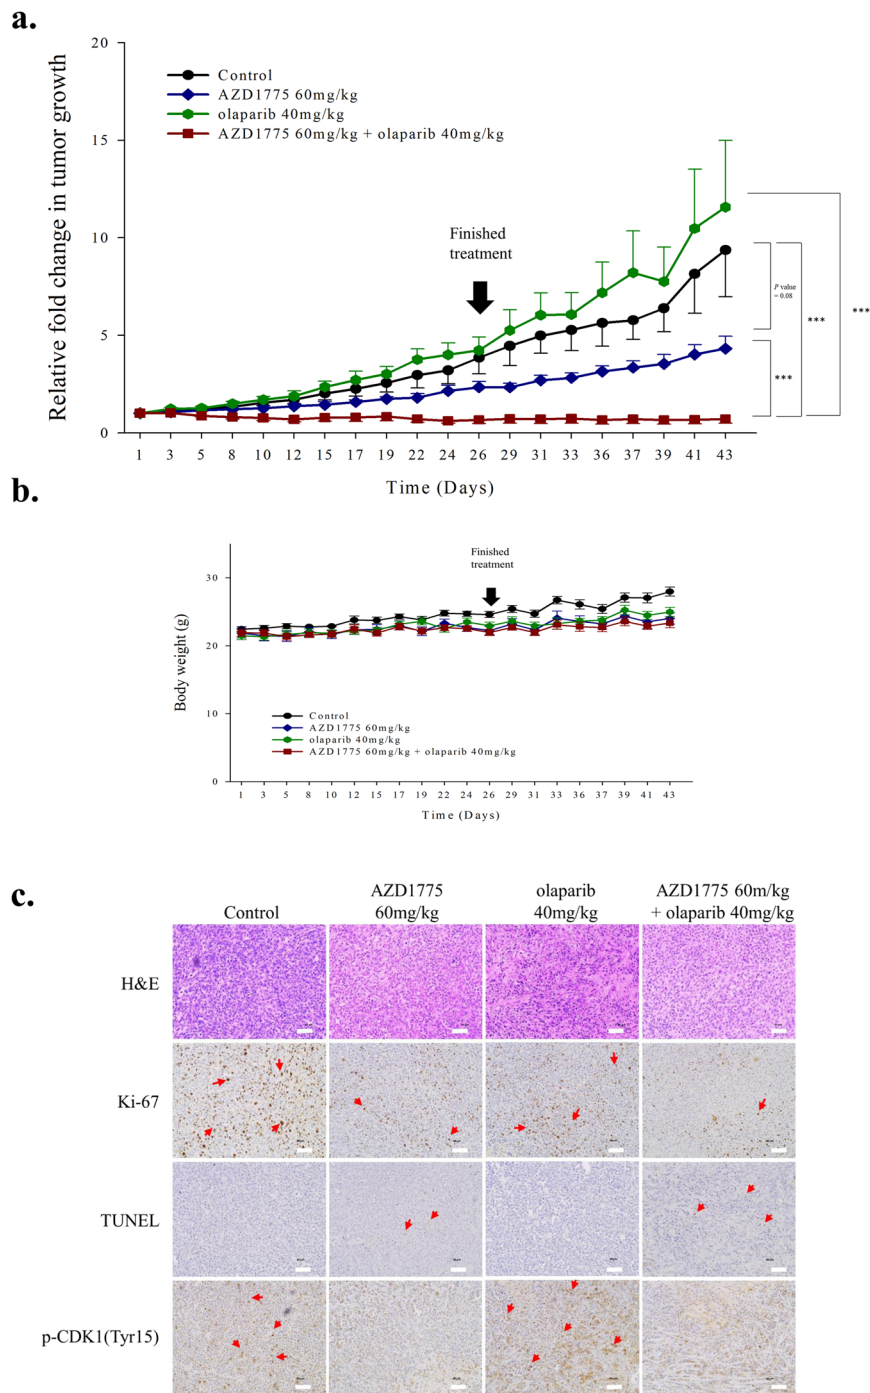 a.
Relative fold change in tumor growth
20
15
10
5
0
Control
AZD1775 60mg/kg
olaparib 40mg/kg
AZD1775 60mg/kg + olaparib 40mg/kg
Finished
treatment
P value
= 0.08
***
***
***
1 3 5 8 10 12 15 17 19 22 24 26 29 31 33 36 37 39 41 43
Time (Days)
b.
Body weight (g)
30
20
10
0
Finished
treatment
Control
AZD1775 60mg/kg
olaparib 40mg/kg
AZD1775 60mg/kg + olaparib 40mg/kg
1 3 5 8 10 12 15 17 19 22 24 26 29 31 33 36 37 39 41 43
Time (Days)
c.
Control
AZD1775
60mg/kg
olaparib
40mg/kg
AZD1775 60m/kg
+ olaparib 40mg/kg
H&E
Ki-67
TUNEL
p-CDK1(Tyr15)